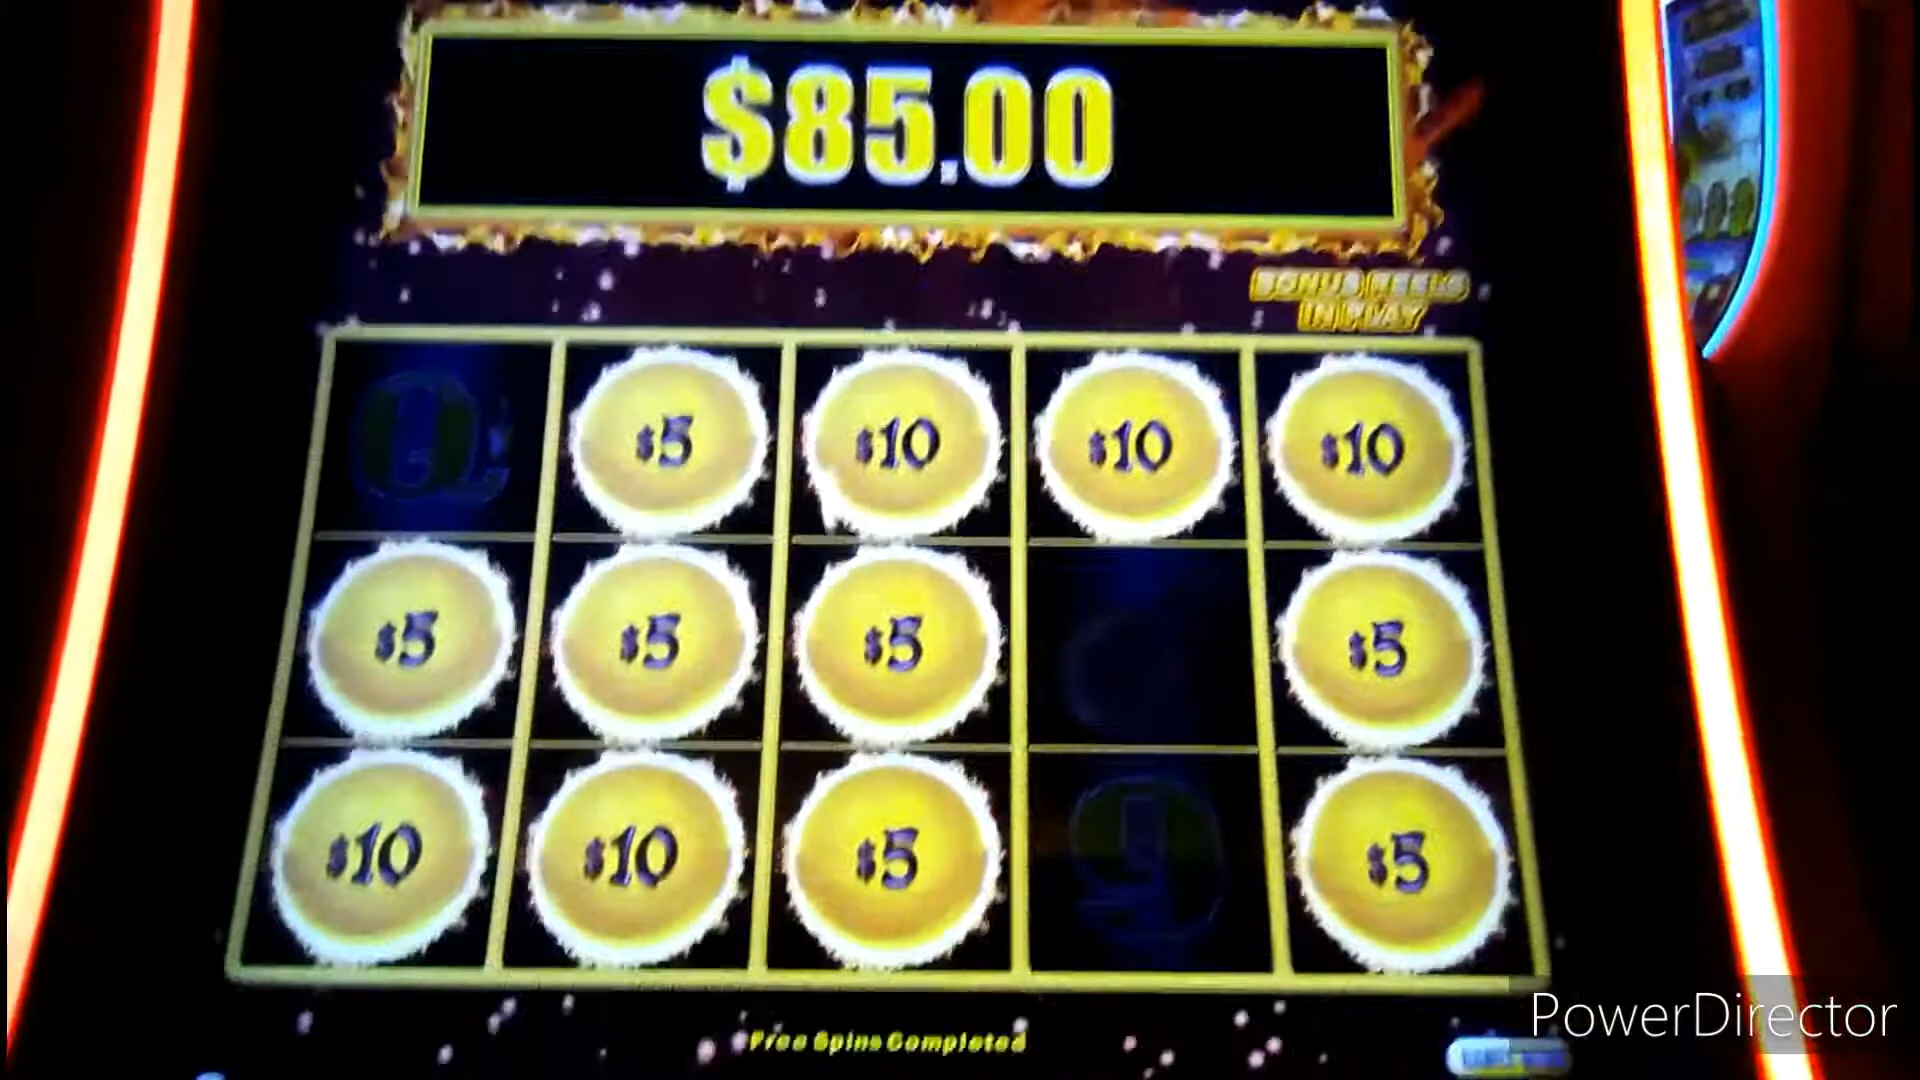 $85.00
BONUS REELS
IN PLAY
$5 $10 $10 $10
$5 $5 $5 $5
$10 $10 $5 $5
Free Spins Completed
PowerDirector